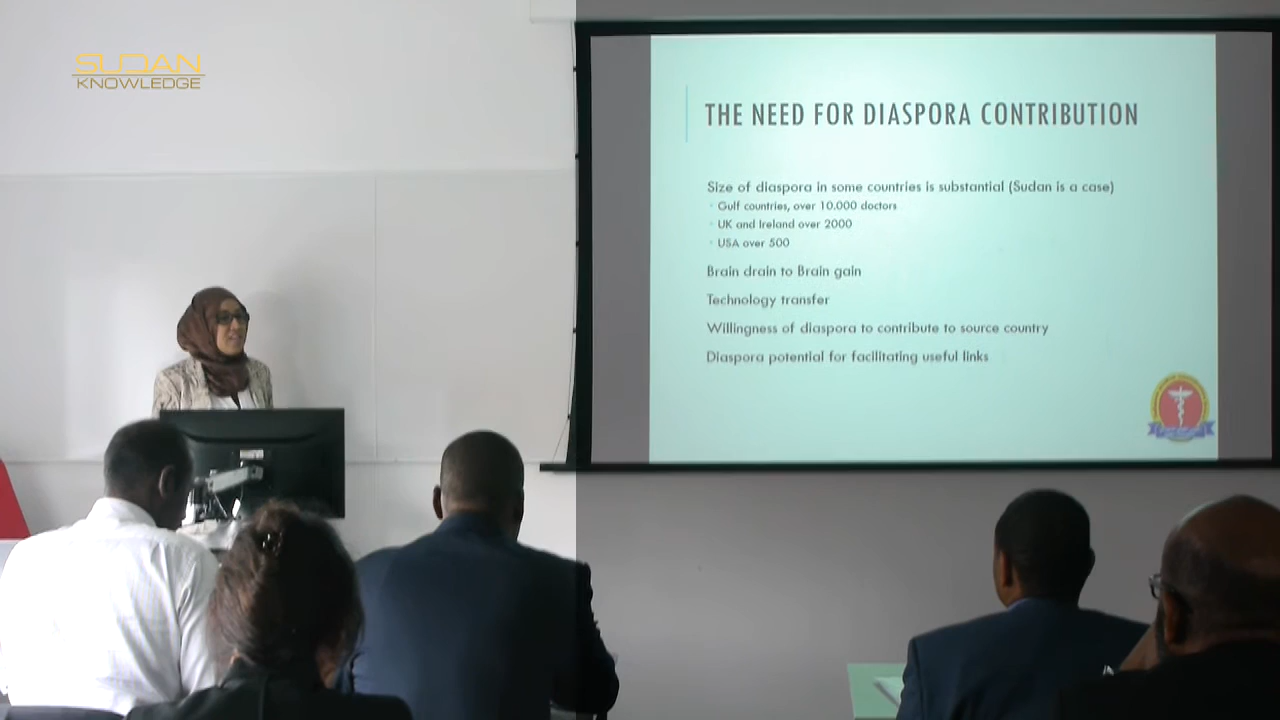 SUDAN
KNOWLEDGE
THE NEED FOR DIASPORA CONTRIBUTION
Size of diaspora in some countries is substantial (Sudan is a case)
Gulf countries, over 10.000 doctors
UK and Ireland over 2000
USA over 500
Brain drain to Brain gain
Technology transfer
Willingness of diaspora to contribute to source country
Diaspora potential for facilitating useful links